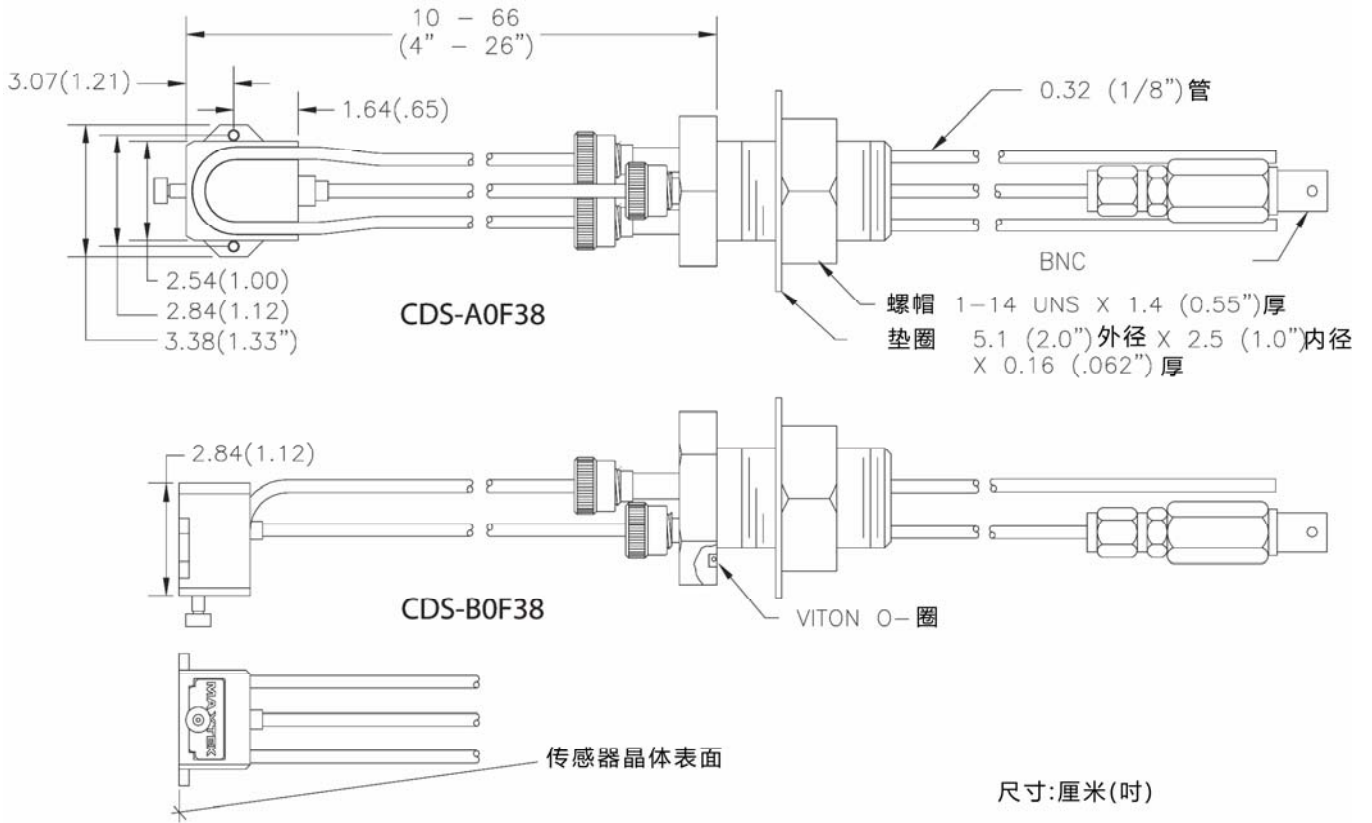 10 - 66
(4” - 26”)
3.07(1.21)
1.64(.65)
0.32 (1/8”)管
2.54(1.00)
2.84(1.12)
3.38(1.33”)
CDS-A0F38
BNC
螺帽 1-14 UNS X 1.4 (0.55”)厚
垫圈 5.1 (2.0”)外径 X 2.5 (1.0”)内径
X 0.16 (.062”)厚
2.84(1.12)
CDS-B0F38
VITON O-圈
MAXTEK
传感器晶体表面
尺寸:厘米(吋)